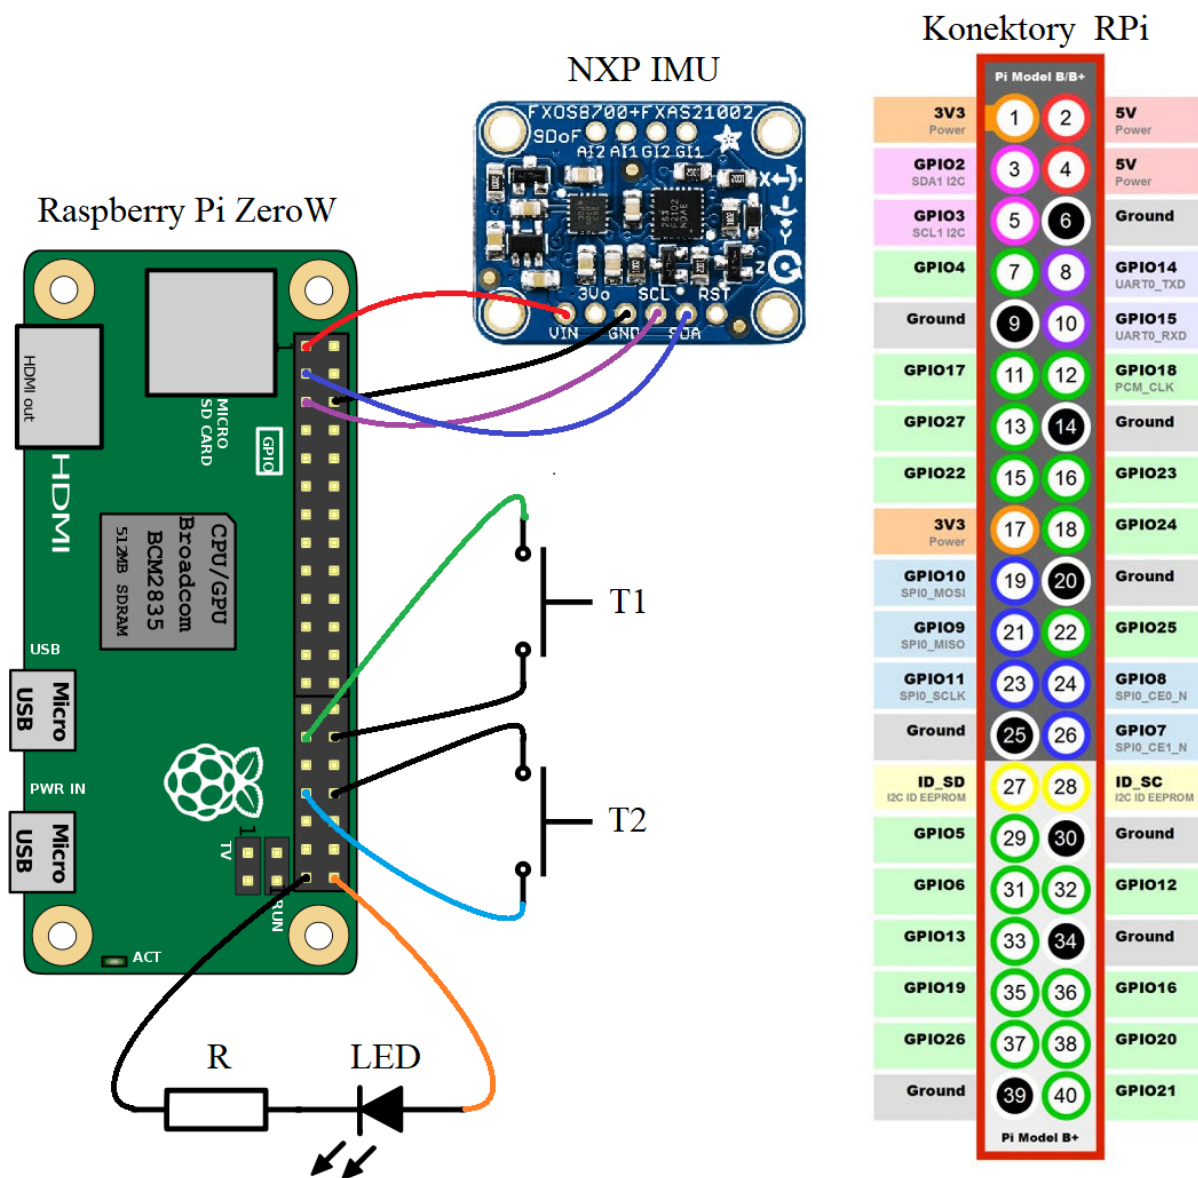 Konektory RPi
NXP IMU
Raspberry Pi ZeroW
FXOS8700+FXAS21002
9DoF
AI2 AI1 GI2 GI1
X
Y
Z
3Vo SCL RST
VIN GND SDA
1
HDMI out
HDMI
MICRO
SD CARD
GPIO
CPU/GPU
Broadcom
BCM2835
512MB SDRAM
USB
Micro
USB
PWR IN
Micro
USB
1
TV
1
RUN
ACT
T1
T2
R
LED
Pi Model B/B+
3V3 1 2 5V
Power Power
GPIO2 3 4 5V
SDA1 I2C Power
GPIO3 5 6 Ground
SCL1 I2C
GPIO4 7 8 GPIO14
UART0_TXD
Ground 9 10 GPIO15
UART0_RXD
GPIO17 11 12 GPIO18
PCM_CLK
GPIO27 13 14 Ground
GPIO22 15 16 GPIO23
3V3 17 18 GPIO24
Power
GPIO10 19 20 Ground
SPI0_MOSI
GPIO9 21 22 GPIO25
SPI0_MISO
GPIO11 23 24 GPIO8
SPI0_SCLK SPI0_CE0_N
Ground 25 26 GPIO7
SPI0_CE1_N
ID_SD 27 28 ID_SC
I2C ID EEPROM I2C ID EEPROM
GPIO5 29 30 Ground
GPIO6 31 32 GPIO12
GPIO13 33 34 Ground
GPIO19 35 36 GPIO16
GPIO26 37 38 GPIO20
Ground 39 40 GPIO21
Pi Model B+